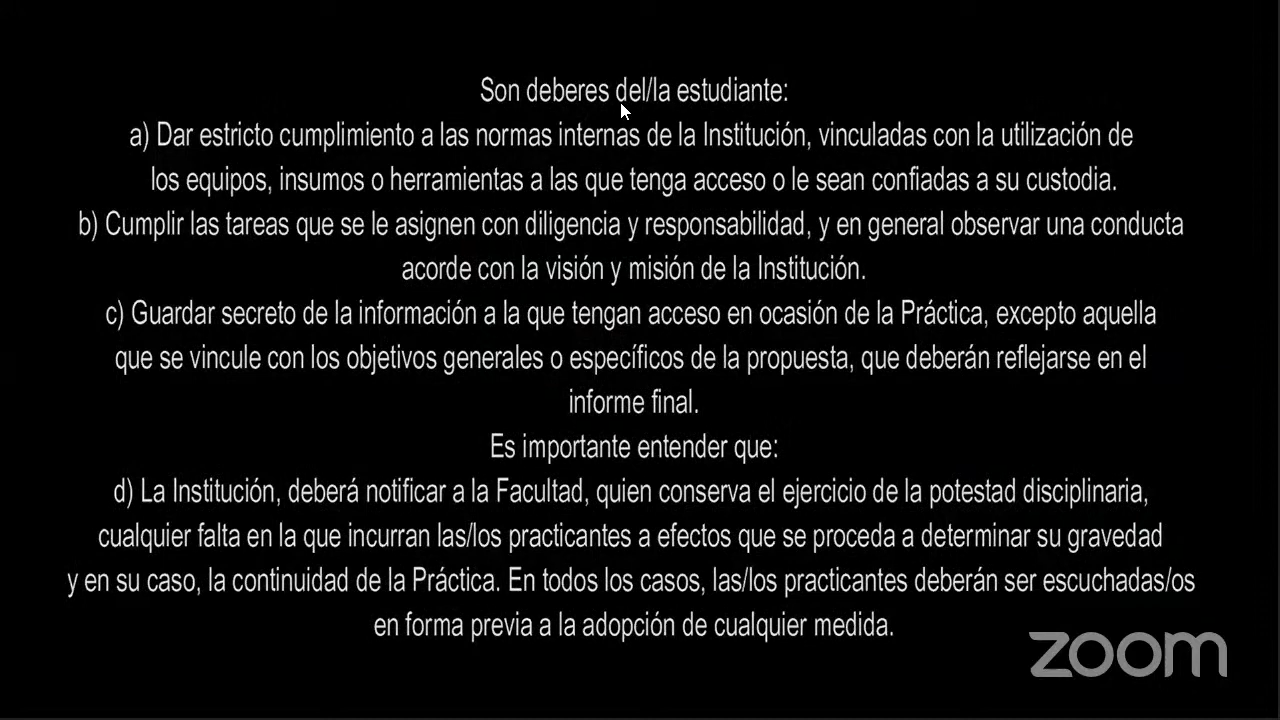 Son deberes del/la estudiante:
a) Dar estricto cumplimiento a las normas internas de la Institución, vinculadas con la utilización de
los equipos, insumos o herramientas a las que tenga acceso o le sean confiadas a su custodia.
b) Cumplir las tareas que se le asignen con diligencia y responsabilidad, y en general observar una conducta
acorde con la visión y misión de la Institución.
c) Guardar secreto de la información a la que tengan acceso en ocasión de la Práctica, excepto aquella
que se vincule con los objetivos generales o específicos de la propuesta, que deberán reflejarse en el
informe final.
Es importante entender que:
d) La Institución, deberá notificar a la Facultad, quien conserva el ejercicio de la potestad disciplinaria,
cualquier falta en la que incurran las/los practicantes a efectos que se proceda a determinar su gravedad
y en su caso, la continuidad de la Práctica. En todos los casos, las/los practicantes deberán ser escuchadas/os
en forma previa a la adopción de cualquier medida.
zoom